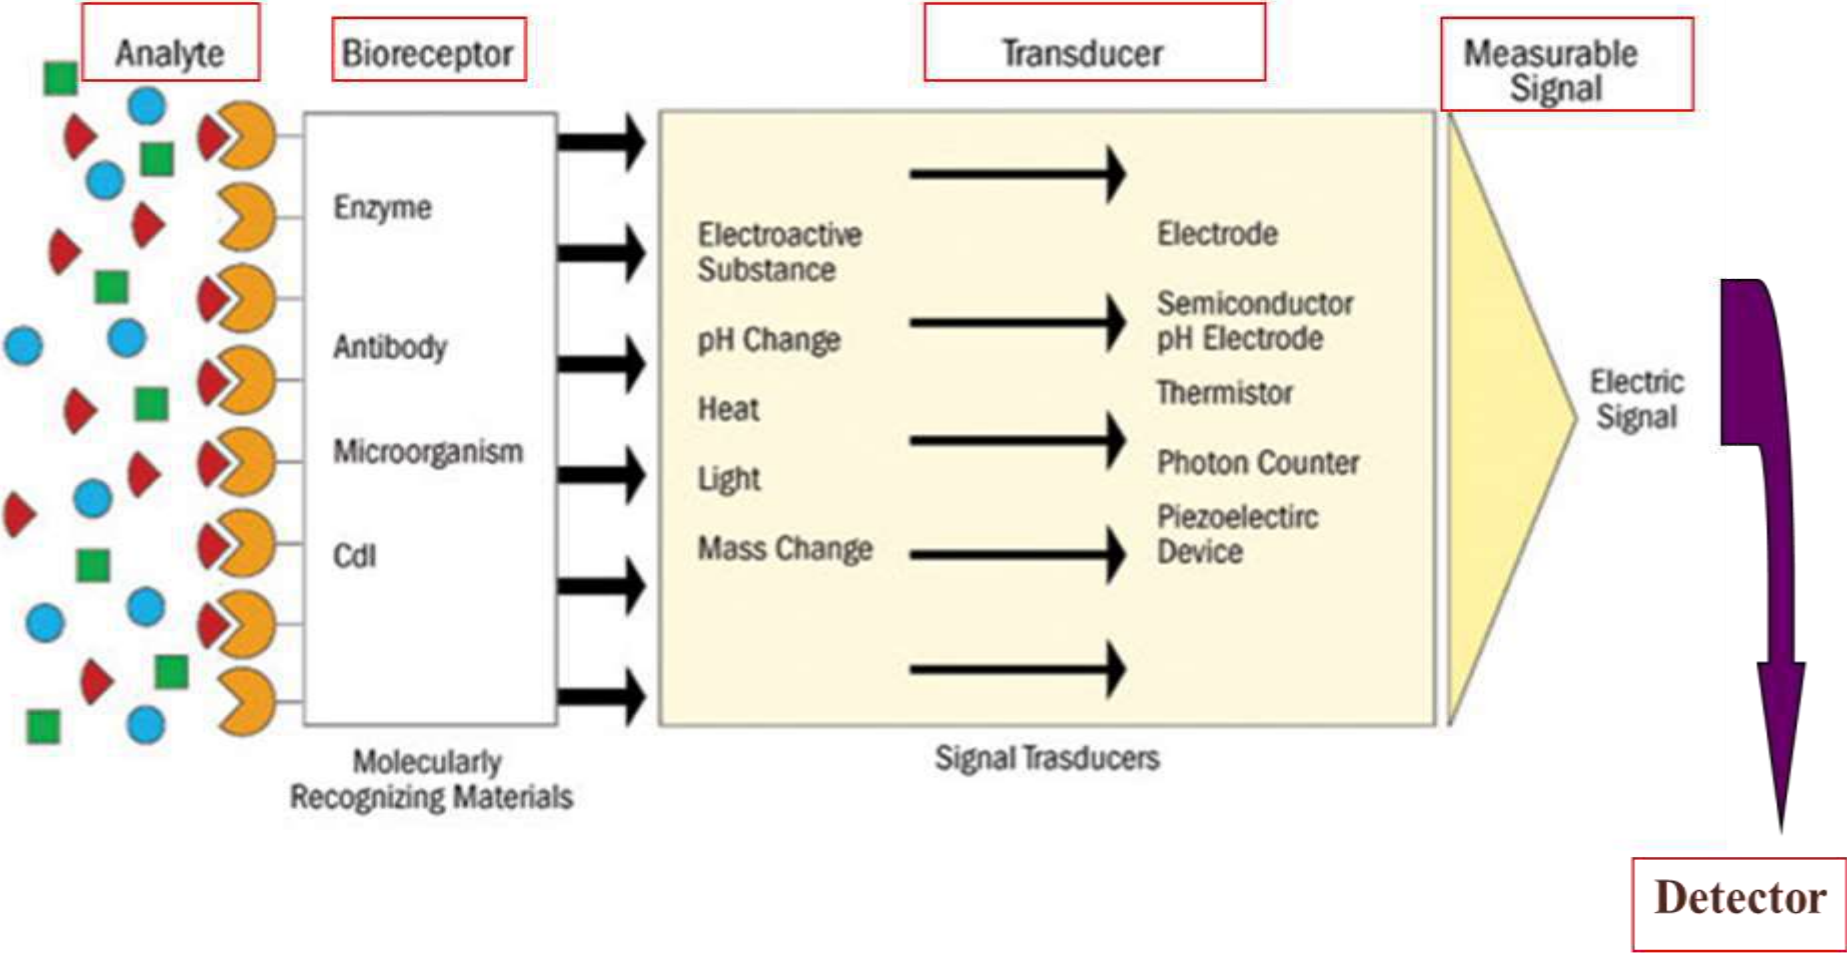 Analyte
Bioreceptor
Transducer
Measurable
Signal
Enzyme
Antibody
Microorganism
Cdl
Molecularly
Recognizing Materials
Electroactive
Substance
pH Change
Heat
Light
Mass Change
Electrode
Semiconductor
pH Electrode
Thermistor
Photon Counter
Piezoelectirc
Device
Signal Trasducers
Electric
Signal
Detector